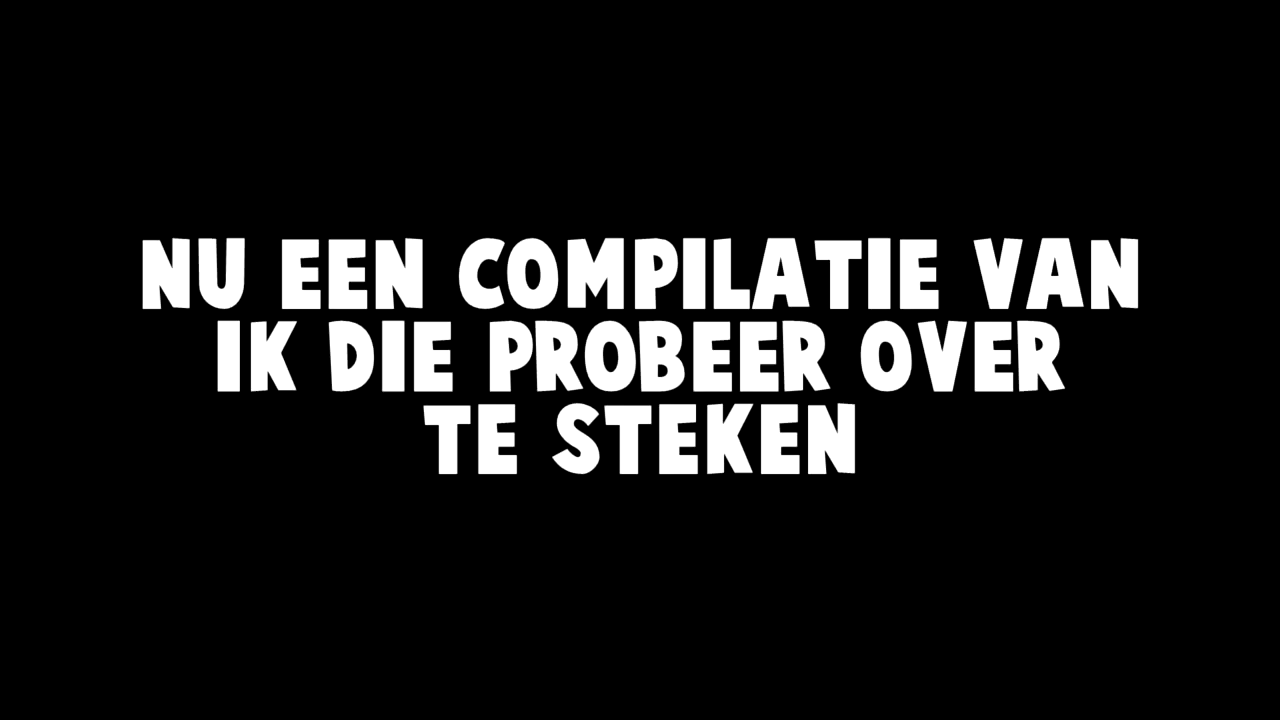 NU EEN COMPILATIE VAN
IK DIE PROBEER OVER
TE STEKEN